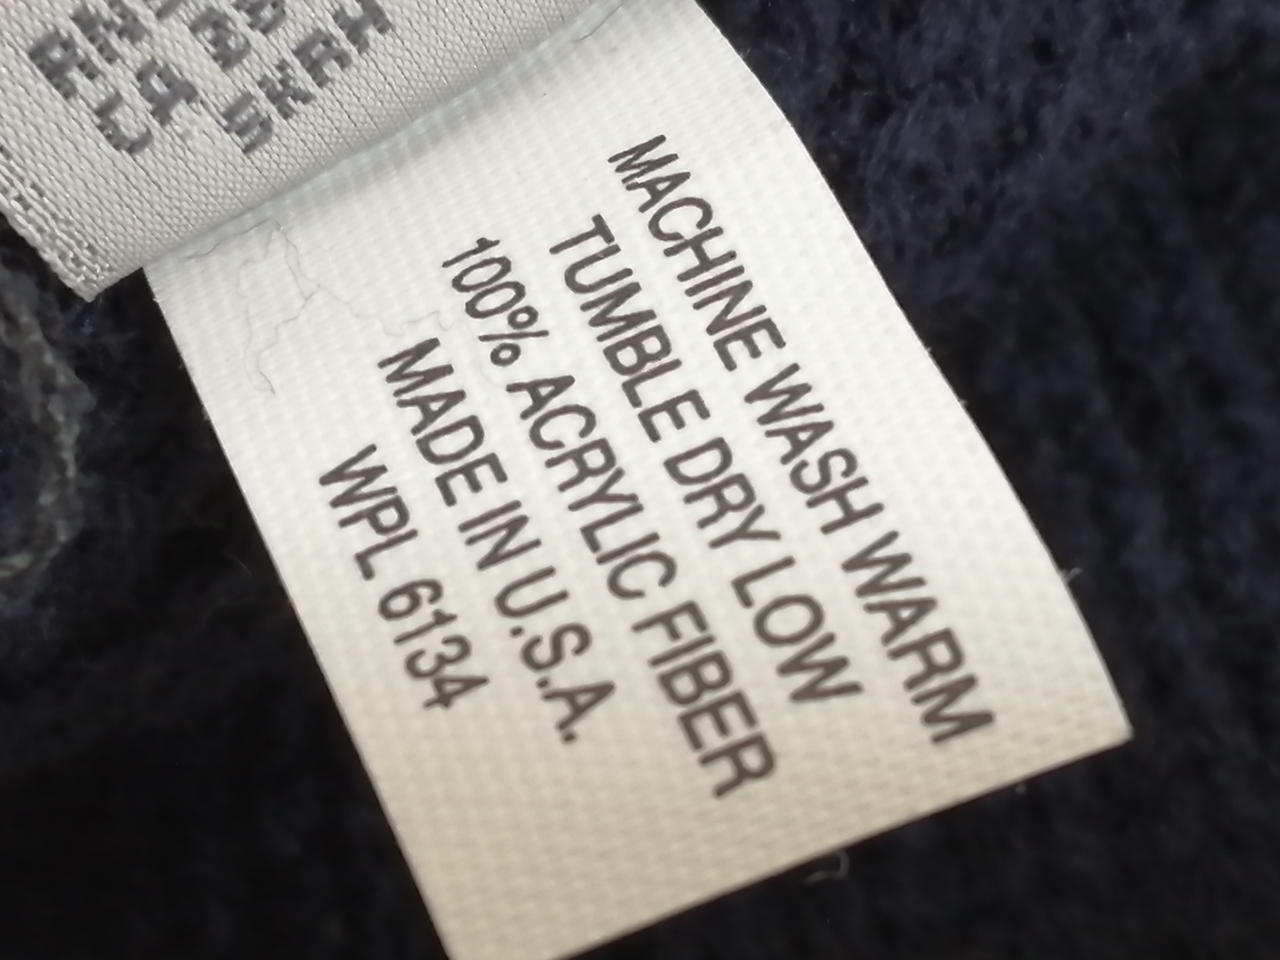 MACHINE WASH WARM
TUMBLE DRY LOW
100% ACRYLIC FIBER
MADE IN U.S.A.
WPL 6134